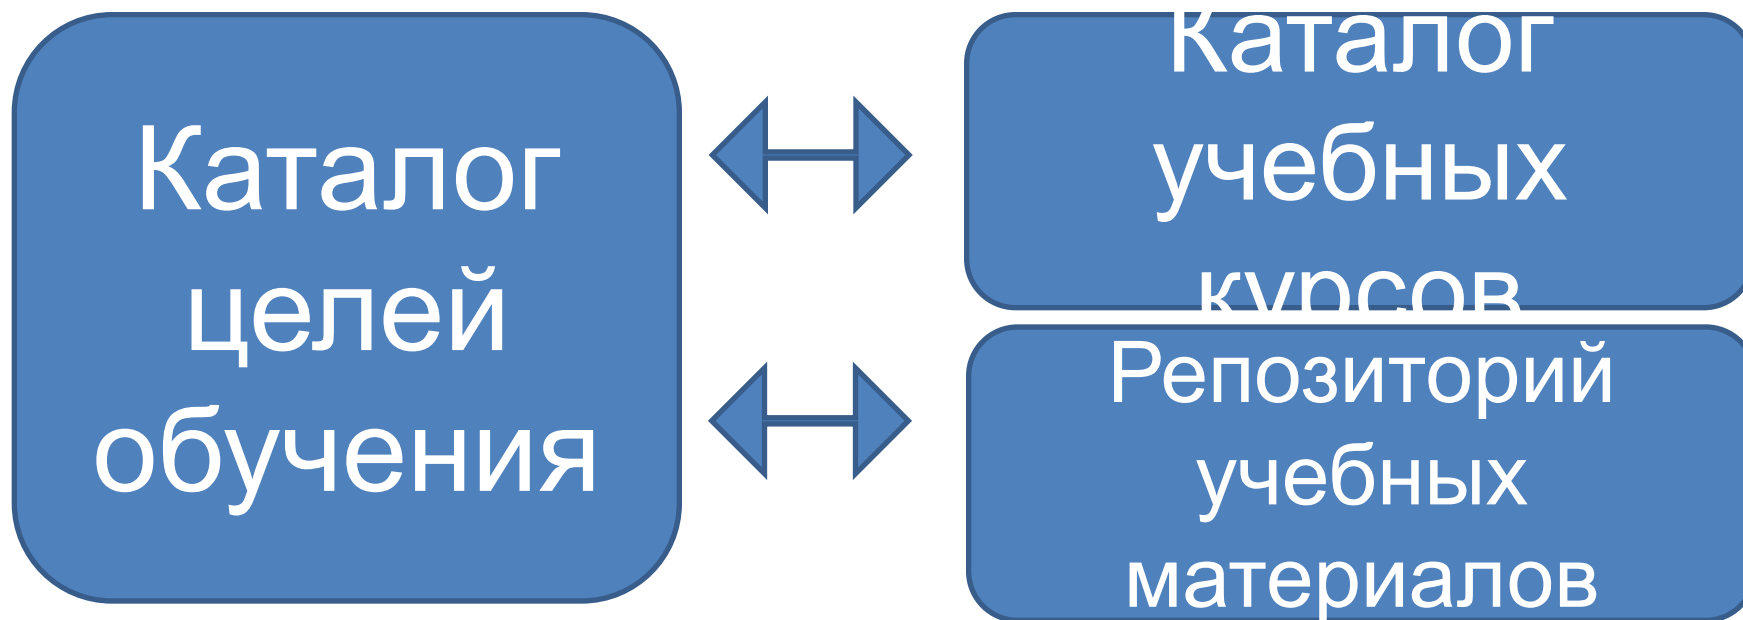 Каталог
целей
обучения
Каталог
учебных
курсов
Репозиторий
учебных
материалов